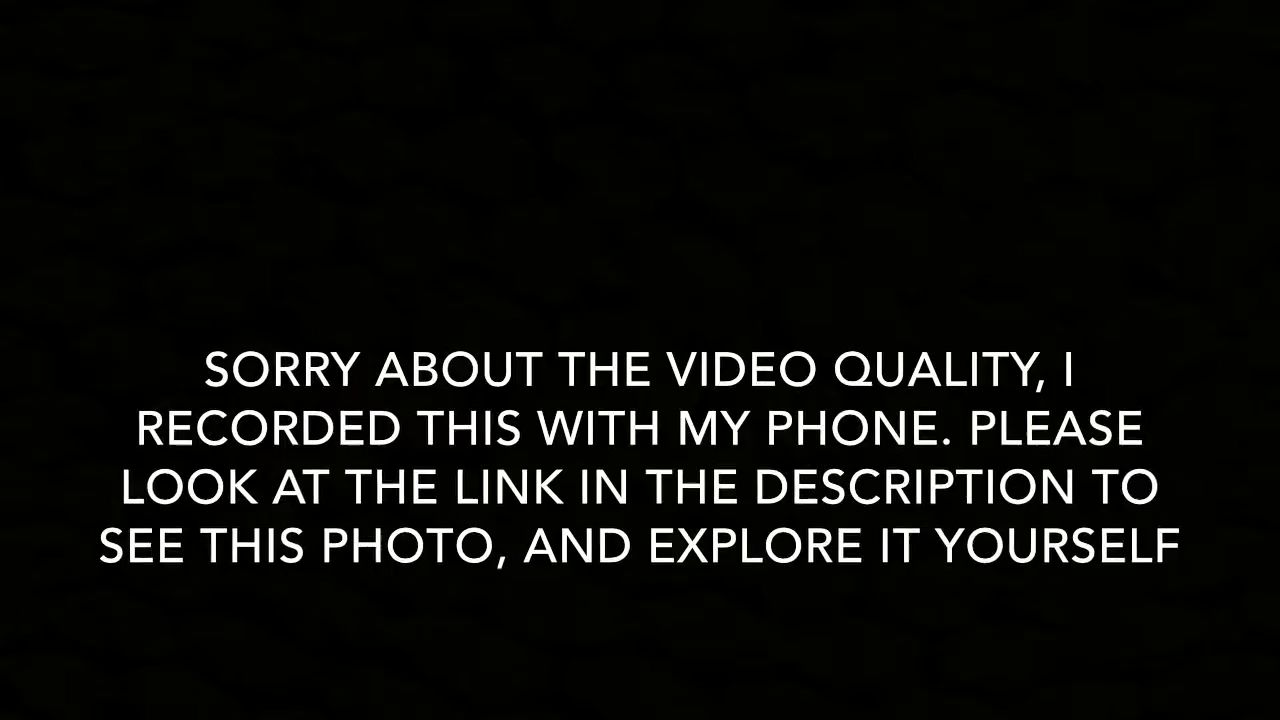 SORRY ABOUT THE VIDEO QUALITY, I
RECORDED THIS WITH MY PHONE. PLEASE
LOOK AT THE LINK IN THE DESCRIPTION TO
SEE THIS PHOTO, AND EXPLORE IT YOURSELF